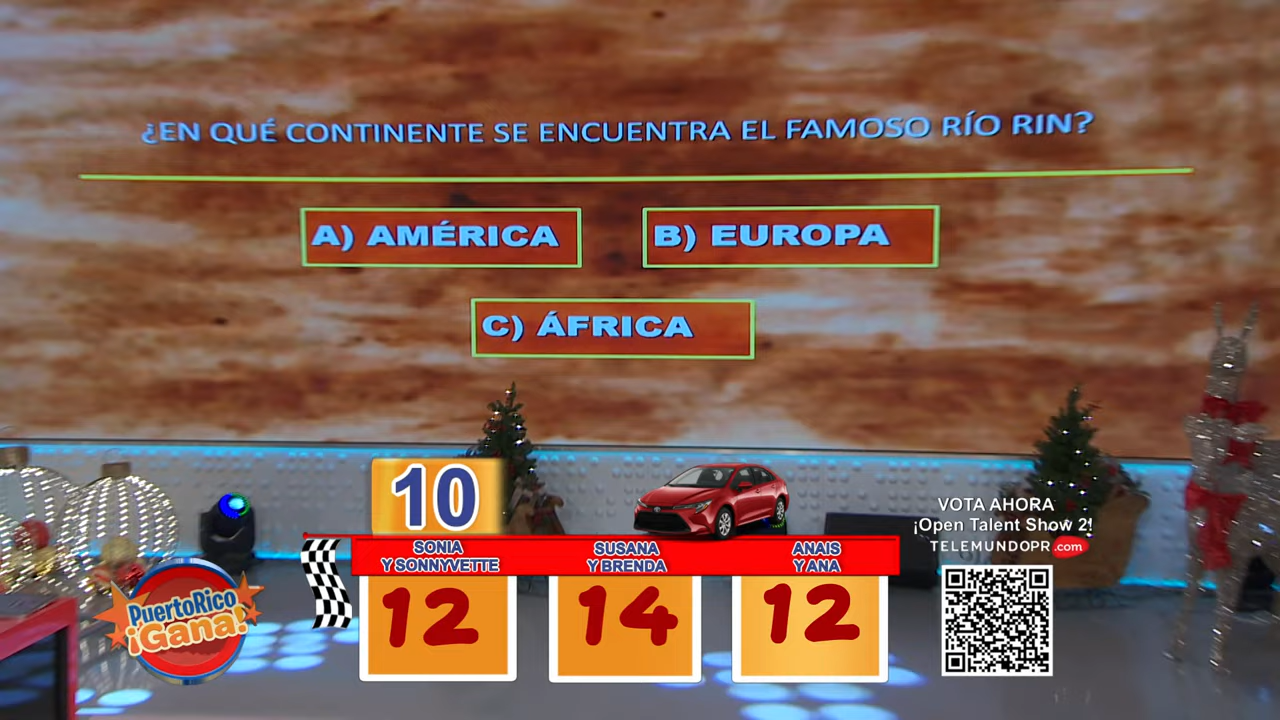 ¿EN QUÉ CONTINENTE SE ENCUENTRA EL FAMOSO RÍO RIN?
A) AMÉRICA
B) EUROPA
C) ÁFRICA
10
SONIA
Y SONNYVETTE
12
SUSANA
Y BRENDA
14
ANAIS
Y ANA
12
PuertoRico
¡Gana!
VOTA AHORA
¡Open Talent Show 2!
TELEMUNDOPR.com